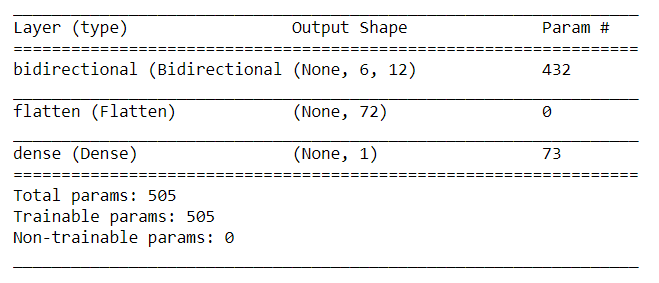 Layer (type) Output Shape Param #
bidirectional (Bidirectional (None, 6, 12) 432
flatten (Flatten) (None, 72) 0
dense (Dense) (None, 1) 73
Total params: 505
Trainable params: 505
Non-trainable params: 0